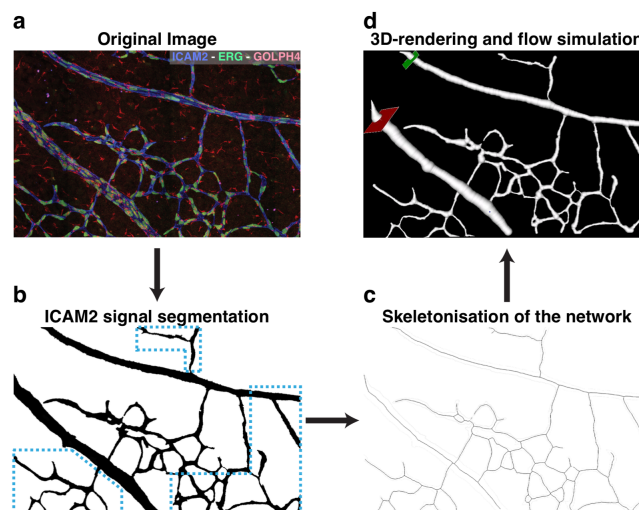 a
Original Image
ICAM2 - ERG - GOLPH4
b
ICAM2 signal segmentation
c
Skeletonisation of the network
d
3D-rendering and flow simulation